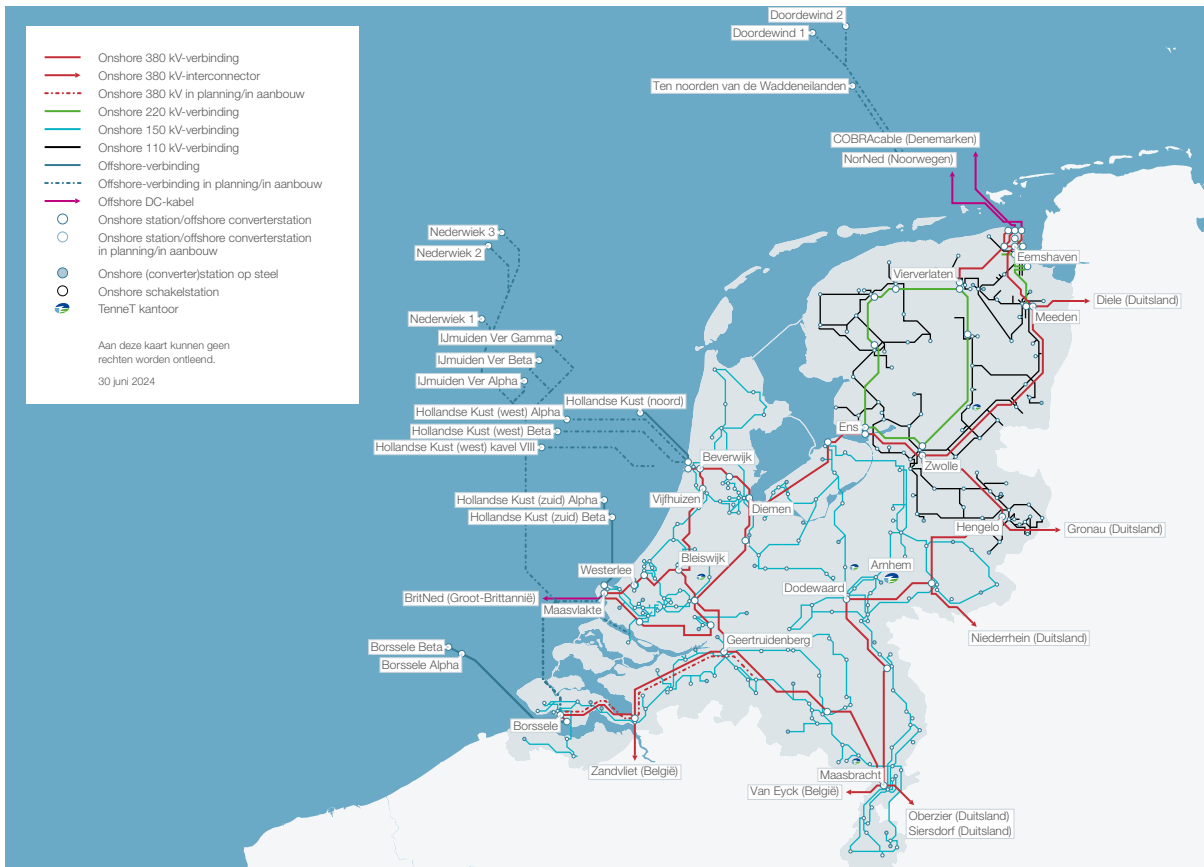 Onshore 380 kV-verbinding
Onshore 380 kV-interconnector
Onshore 380 kV in planning/in aanbouw
Onshore 220 kV-verbinding
Onshore 150 kV-verbinding
Onshore 110 kV-verbinding
Offshore-verbinding
Offshore-verbinding in planning/in aanbouw
Offshore DC-kabel
Onshore station/offshore converterstation
Onshore station/offshore converterstation
in planning/in aanbouw
Onshore (converter)station op steel
Onshore schakelstation
TenneT kantoor
Aan deze kaart kunnen geen
rechten worden ontleend.
30 juni 2024
Doordewind 2
Doordewind 1
Ten noorden van de Waddeneilanden
COBRAcable (Denemarken)
NorNed (Noorwegen)
Nederwiek 3
Nederwiek 2
Eemshaven
Vierverlaten
Diele (Duitsland)
Meeden
Nederwiek 1
IJmuiden Ver Gamma
IJmuiden Ver Beta
IJmuiden Ver Alpha
Hollandse Kust (noord)
Hollandse Kust (west) Alpha
Hollandse Kust (west) Beta
Hollandse Kust (west) kavel VIII
Ens
Beverwijk
Zwolle
Vijfhuizen
Diemen
Hollandse Kust (zuid) Alpha
Hollandse Kust (zuid) Beta
Hengelo
Gronau (Duitsland)
Bleiswijk
Westerlee
Arnhem
Dodewaard
BritNed (Groot-Brittannië)
Maasvlakte
Geertruidenberg
Niederrhein (Duitsland)
Borssele Beta
Borssele Alpha
Borssele
Zandvliet (België)
Maasbracht
Van Eyck (België)
Oberzier (Duitsland)
Siersdorf (Duitsland)